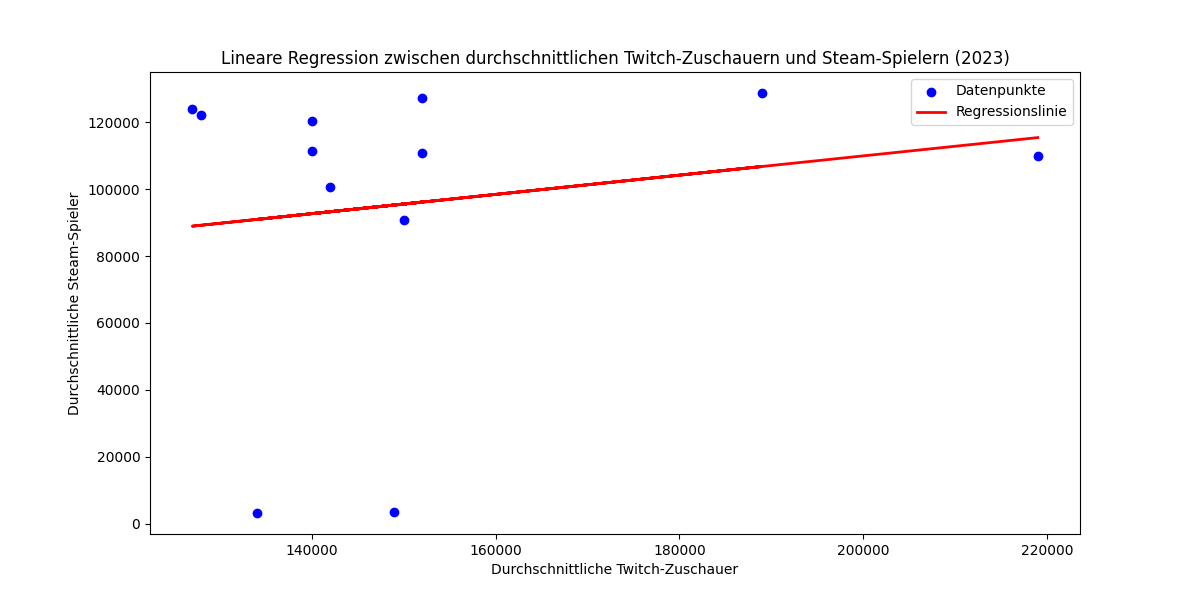 Lineare Regression zwischen durchschnittlichen Twitch-Zuschauern und Steam-Spielern (2023)
Datenpunkte
Regressionslinie
Durchschnittliche Steam-Spieler
120000
100000
80000
60000
40000
20000
0
140000 160000 180000 200000 220000
Durchschnittliche Twitch-Zuschauer